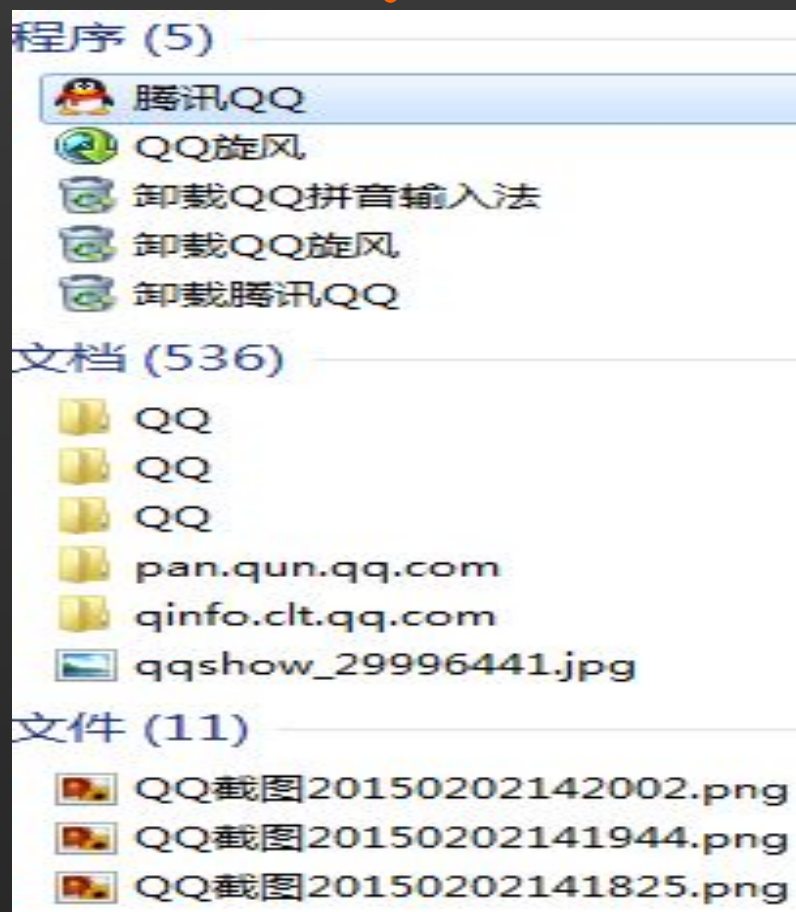 程序 (5)
腾讯QQ
QQ旋风
卸载QQ拼音输入法
卸载QQ旋风
卸载腾讯QQ
文档 (536)
QQ
QQ
QQ
pan.qun.qq.com
qinfo.clt.qq.com
qqshow_29996441.jpg
文件 (11)
QQ截图20150202142002.png
QQ截图20150202141944.png
QQ截图20150202141825.png